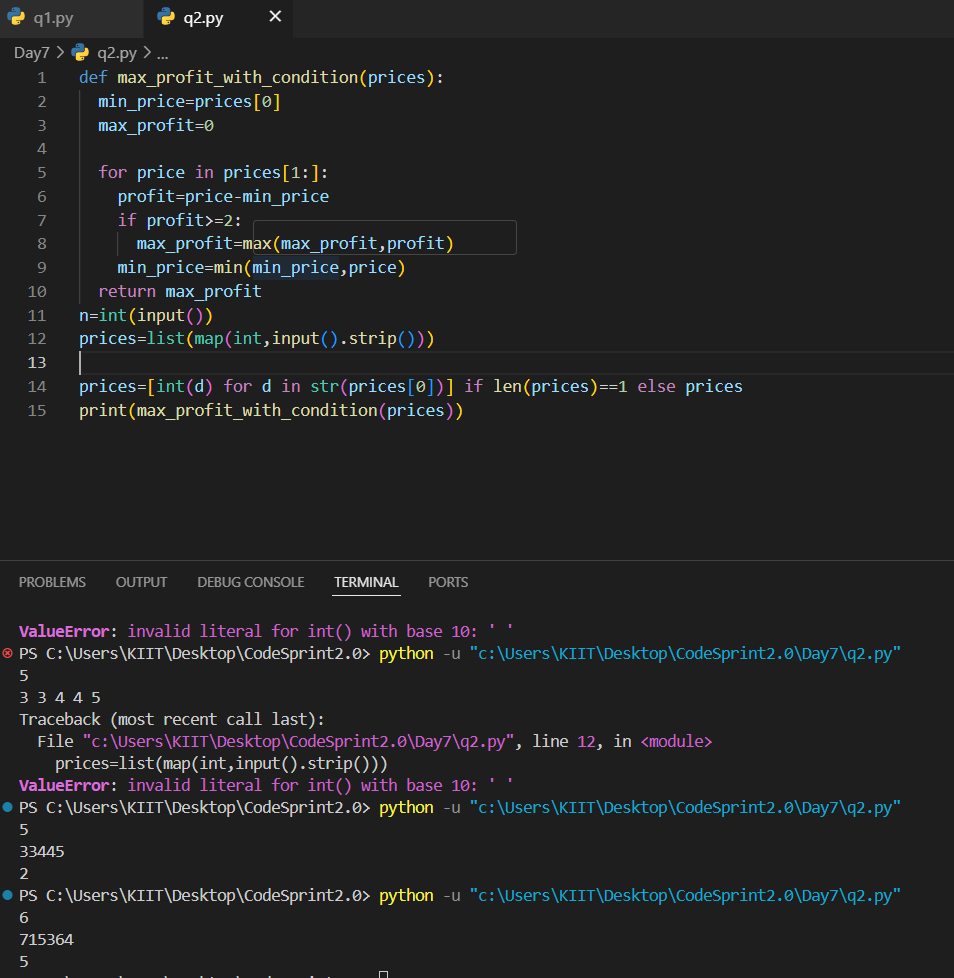 q1.py
q2.py
Day7 > q2.py > ...
1 def max_profit_with_condition(prices):
2 min_price=prices[0]
3 max_profit=0
4
5 for price in prices[1:]:
6 profit=price-min_price
7 if profit>=2:
8 max_profit=max(max_profit,profit)
9 min_price=min(min_price,price)
10 return max_profit
11 n=int(input())
12 prices=list(map(int,input().strip()))
13
14 prices=[int(d) for d in str(prices[0])] if len(prices)==1 else prices
15 print(max_profit_with_condition(prices))
PROBLEMS OUTPUT DEBUG CONSOLE TERMINAL PORTS
ValueError: invalid literal for int() with base 10: ' '
PS C:\Users\KIIT\Desktop\CodeSprint2.0> python -u "c:\Users\KIIT\Desktop\CodeSprint2.0\Day7\q2.py"
5
3 3 4 4 5
Traceback (most recent call last):
File "c:\Users\KIIT\Desktop\CodeSprint2.0\Day7\q2.py", line 12, in <module>
prices=list(map(int,input().strip()))
ValueError: invalid literal for int() with base 10: ' '
PS C:\Users\KIIT\Desktop\CodeSprint2.0> python -u "c:\Users\KIIT\Desktop\CodeSprint2.0\Day7\q2.py"
5
33445
2
PS C:\Users\KIIT\Desktop\CodeSprint2.0> python -u "c:\Users\KIIT\Desktop\CodeSprint2.0\Day7\q2.py"
6
715364
5